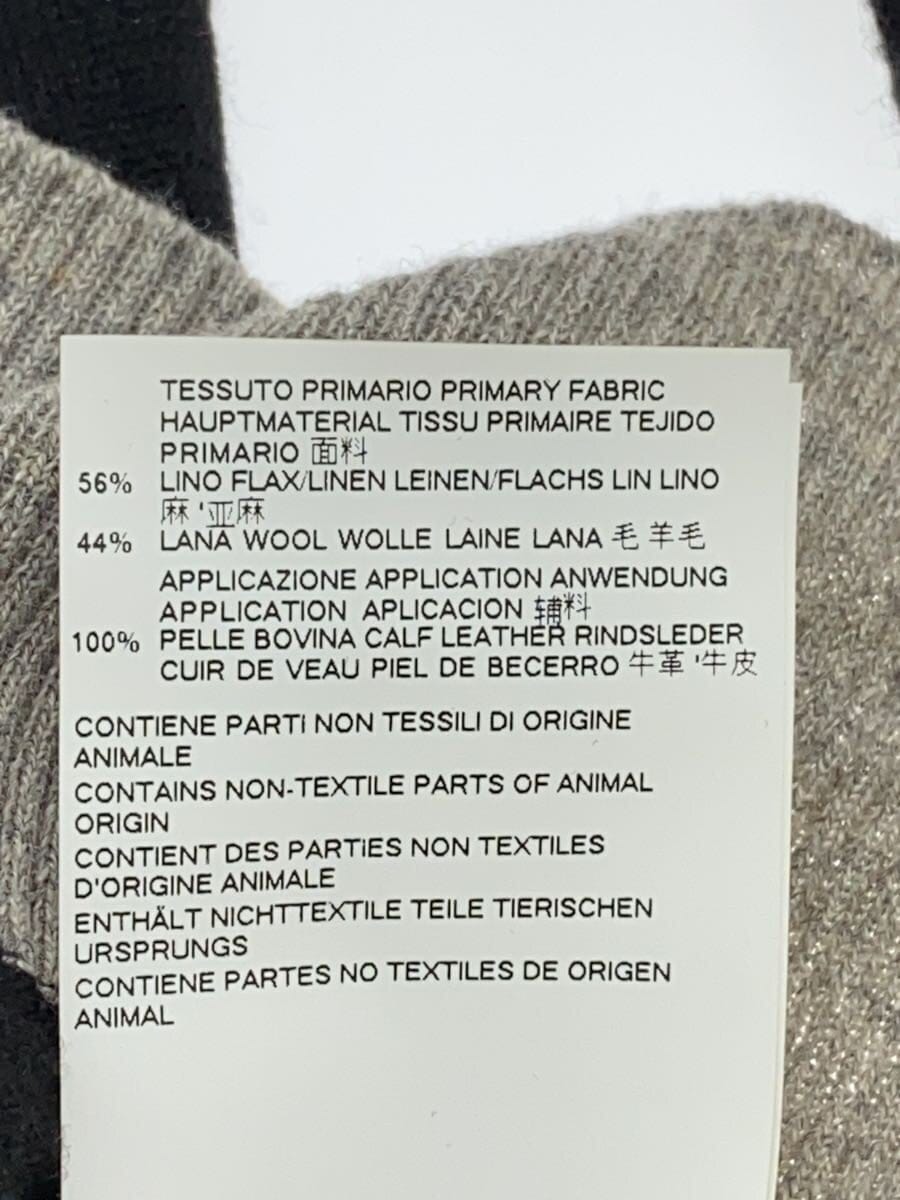 TESSUTO PRIMARIO PRIMARY FABRIC
HAUPTMATERIAL TISSU PRIMAIRE TEJIDO
PRIMARIO 面料
56% LINO FLAX/LINEN LEINEN/FLACHS LIN LINO
麻 '亚麻
44% LANA WOOL WOLLE LAINE LANA 毛 羊毛
APPLICAZIONE APPLICATION ANWENDUNG
APPLICATION APLICACION 辅料
100% PELLE BOVINA CALF LEATHER RINDSLEDER
CUIR DE VEAU PIEL DE BECERRO 牛革 '牛皮
CONTIENE PARTI NON TESSILI DI ORIGINE
ANIMALE
CONTAINS NON-TEXTILE PARTS OF ANIMAL
ORIGIN
CONTIENT DES PARTIES NON TEXTILES
D'ORIGINE ANIMALE
ENTHÄLT NICHTTEXTILE TEILE TIERISCHEN
URSPRUNGS
CONTIENE PARTES NO TEXTILES DE ORIGEN
ANIMAL